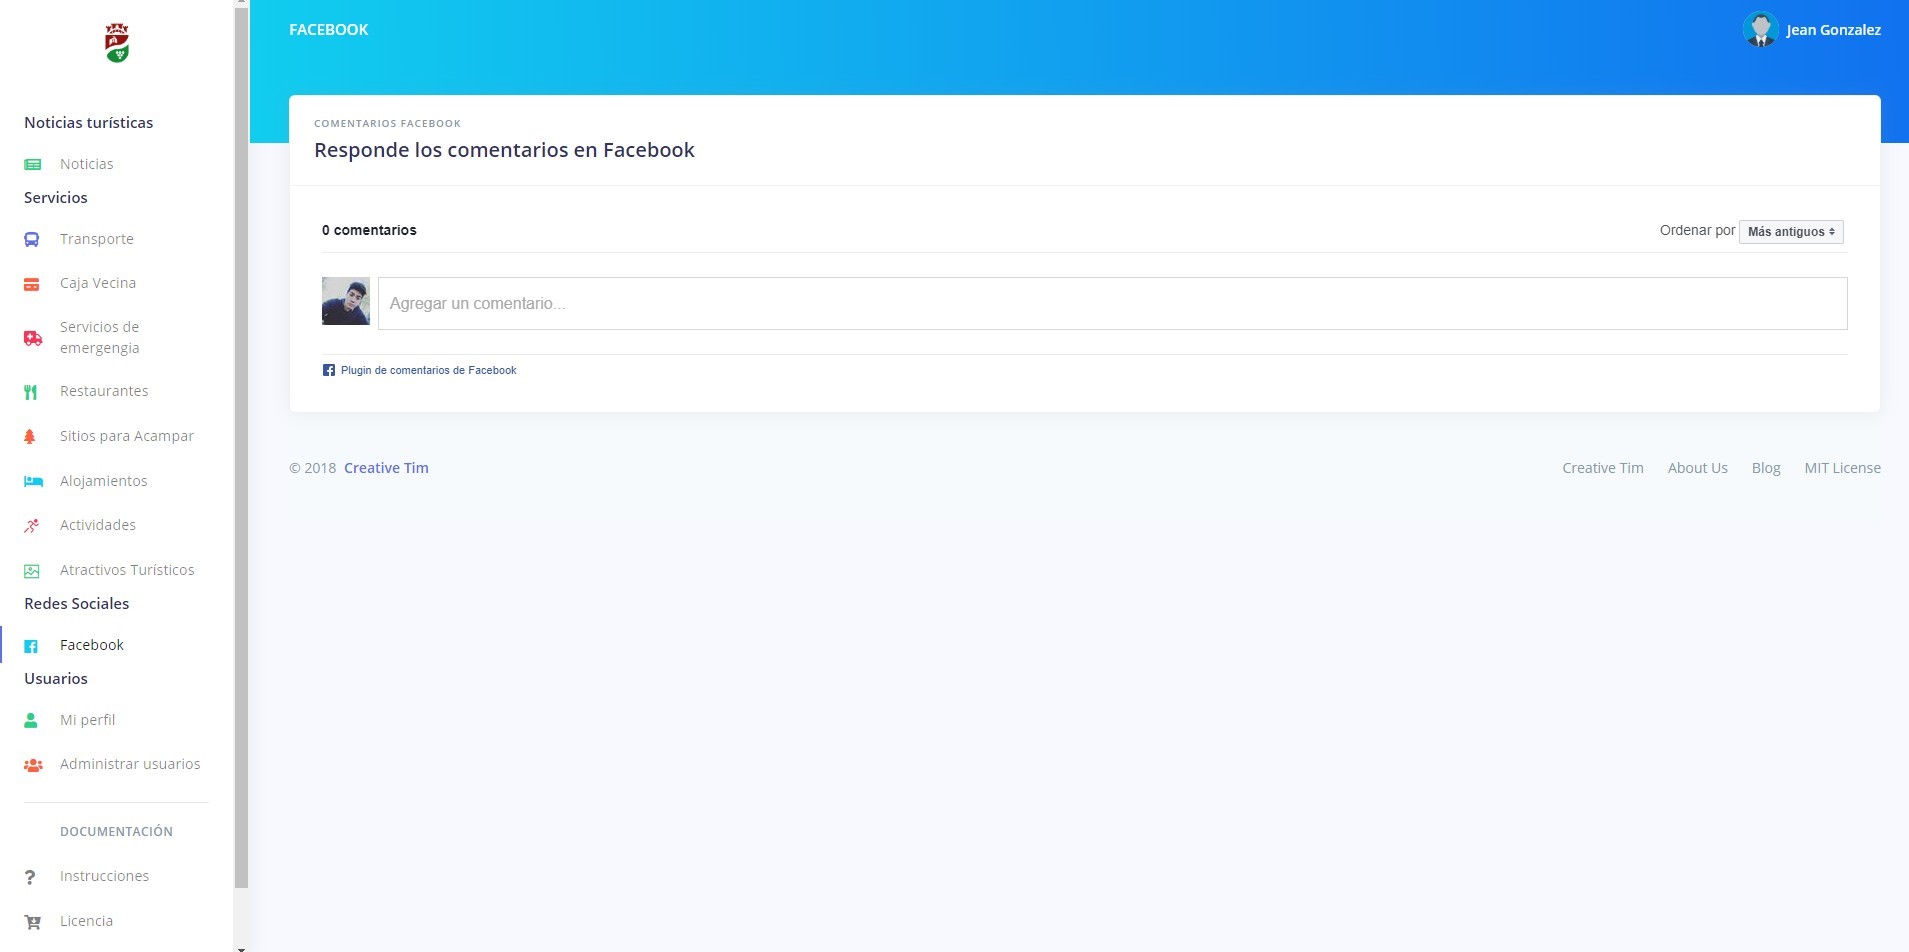 FACEBOOK
Jean Gonzalez
Noticias turísticas
Noticias
Servicios
Transporte
Caja Vecina
Servicios de
emergengia
Restaurantes
Sitios para Acampar
Alojamientos
Actividades
Atractivos Turísticos
Redes Sociales
Facebook
Usuarios
Mi perfil
Administrar usuarios
DOCUMENTACIÓN
Instrucciones
Licencia
COMENTARIOS FACEBOOK
Responde los comentarios en Facebook
0 comentarios
Ordenar por Más antiguos
Agregar un comentario...
Plugin de comentarios de Facebook
© 2018 Creative Tim
Creative Tim About Us Blog MIT License